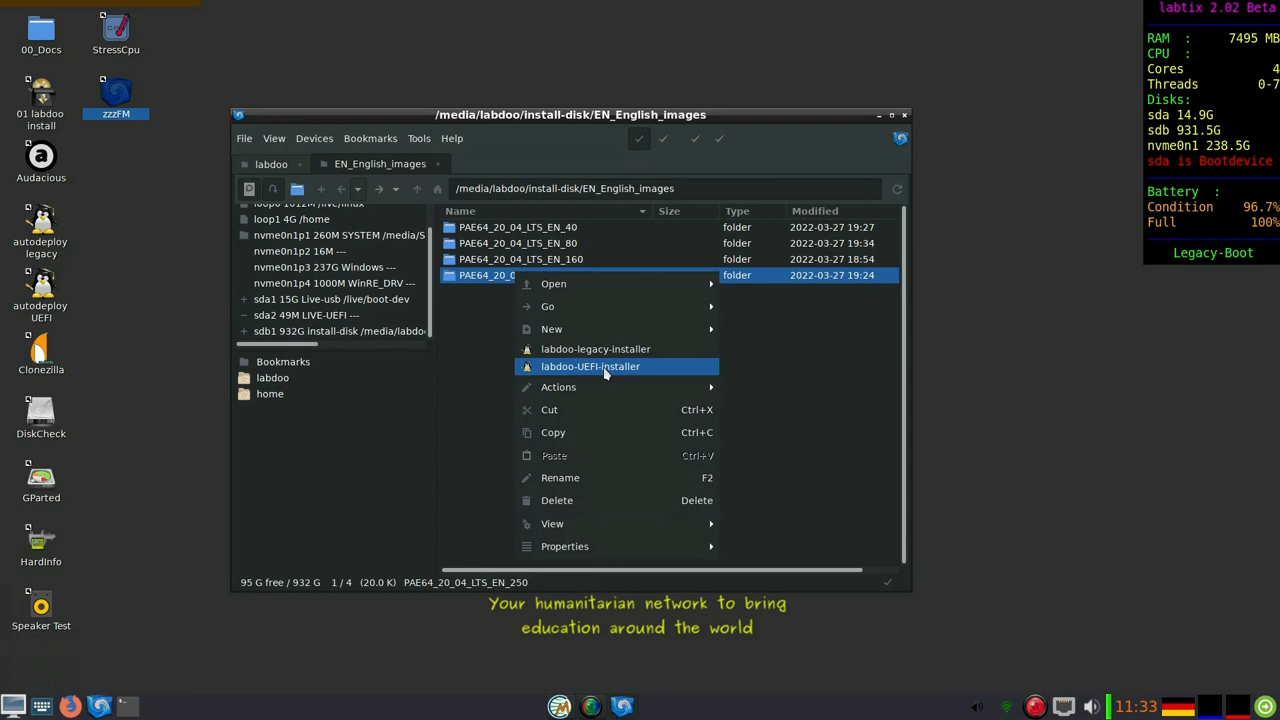 labtix 2.02 Beta
RAM : 7495 MB
CPU :
Cores 4
Threads 0-7
Disks:
sda 14.9G
sdb 931.5G
nvme0n1 238.5G
sda is Bootdevice
Battery :
Condition 96.7%
Full 100%
Legacy-Boot
00_Docs
StressCpu
01 labdoo
install
zzzFM
Audacious
autodeploy
legacy
autodeploy
UEFI
Clonezilla
DiskCheck
GParted
HardInfo
Speaker Test
/media/labdoo/install-disk/EN_English_images
File View Devices Bookmarks Tools Help
labdoo
EN_English_images
/media/labdoo/install-disk/EN_English_images
loop1 4G /home
nvme0n1p1 260M SYSTEM /media/S
nvme0n1p2 16M ---
nvme0n1p3 237G Windows ---
nvme0n1p4 1000M WinRE_DRV ---
sda1 15G Live-usb /live/boot-dev
sda2 49M LIVE-UEFI ---
sdb1 932G install-disk /media/labdo
Bookmarks
labdoo
home
Name Size Type Modified
PAE64_20_04_LTS_EN_40 folder 2022-03-27 19:27
PAE64_20_04_LTS_EN_80 folder 2022-03-27 19:34
PAE64_20_04_LTS_EN_160 folder 2022-03-27 18:54
PAE64_20_0 folder 2022-03-27 19:24
Open
Go
New
labdoo-legacy-installer
labdoo-UEFI-installer
Actions
Cut Ctrl+X
Copy Ctrl+C
Paste Ctrl+V
Rename F2
Delete Delete
View
Properties
95 G free / 932 G 1 / 4 (20.0 K) PAE64_20_04_LTS_EN_250
Your humanitarian network to bring
education around the world
11:33